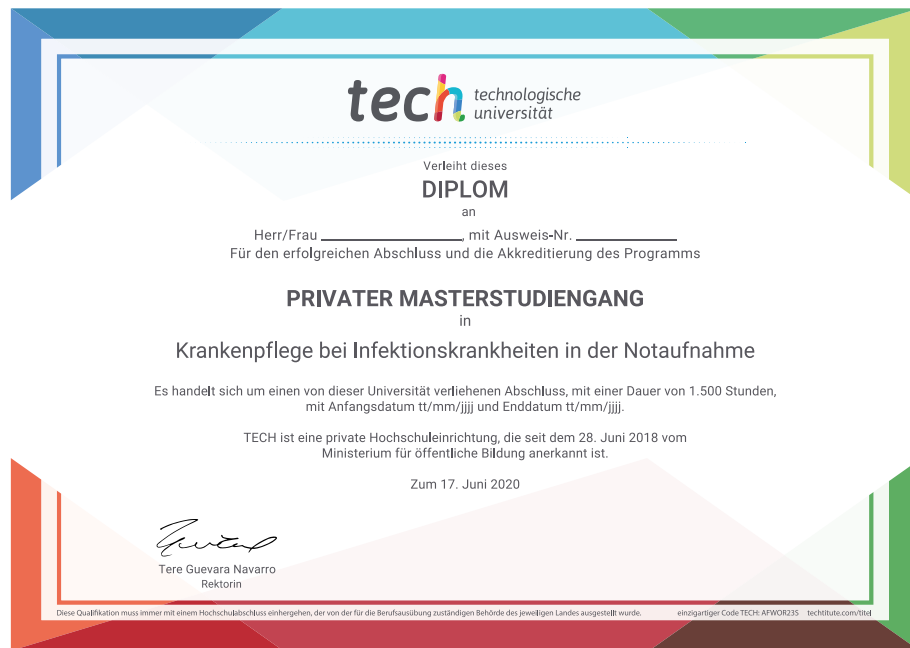 tech technologische
universität
Verleiht dieses
DIPLOM
an
Herr/Frau ____________________, mit Ausweis-Nr. ______________
Für den erfolgreichen Abschluss und die Akkreditierung des Programms
PRIVATER MASTERSTUDIENGANG
in
Krankenpflege bei Infektionskrankheiten in der Notaufnahme
Es handelt sich um einen von dieser Universität verliehenen Abschluss, mit einer Dauer von 1.500 Stunden,
mit Anfangsdatum tt/mm/jjjj und Enddatum tt/mm/jjjj.
TECH ist eine private Hochschuleinrichtung, die seit dem 28. Juni 2018 vom
Ministerium für öffentliche Bildung anerkannt ist.
Zum 17. Juni 2020
Tere Guevara Navarro
Rektorin
Diese Qualifikation muss immer mit einem Hochschulabschluss einhergehen, der von der für die Berufsausübung zuständigen Behörde des jeweiligen Landes ausgestellt wurde. einzigartiger Code TECH: AFWOR23S techtitute.com/titel